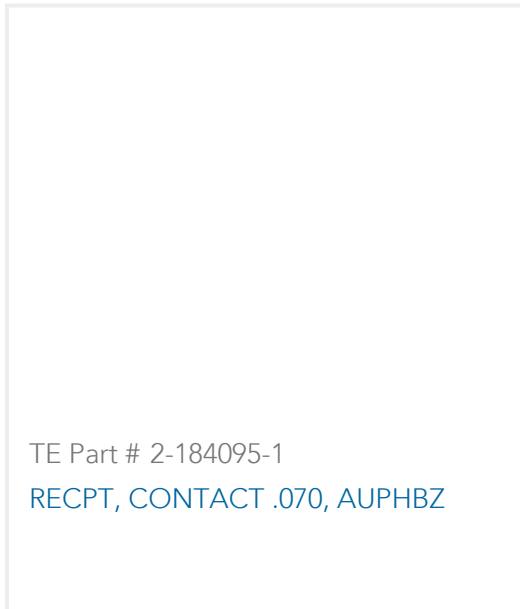 TE Part # 2-184095-1
RECPT, CONTACT .070, AUPHBZ